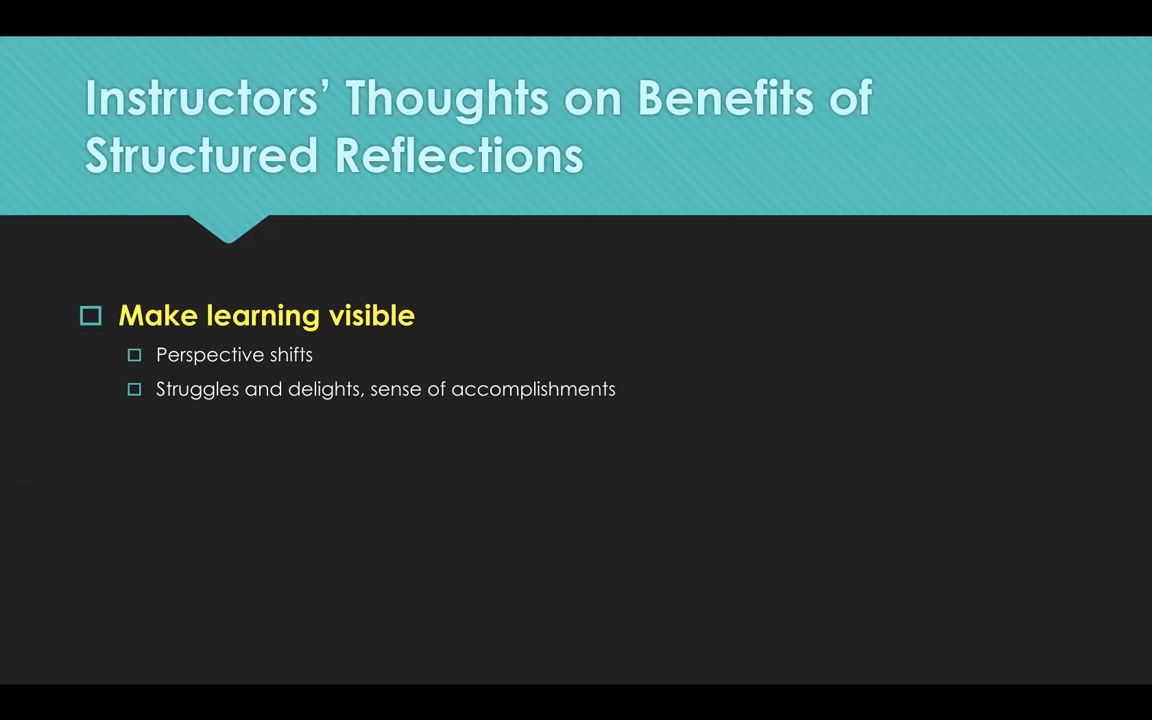 Instructors’ Thoughts on Benefits of
Structured Reflections
Make learning visible
Perspective shifts
Struggles and delights, sense of accomplishments